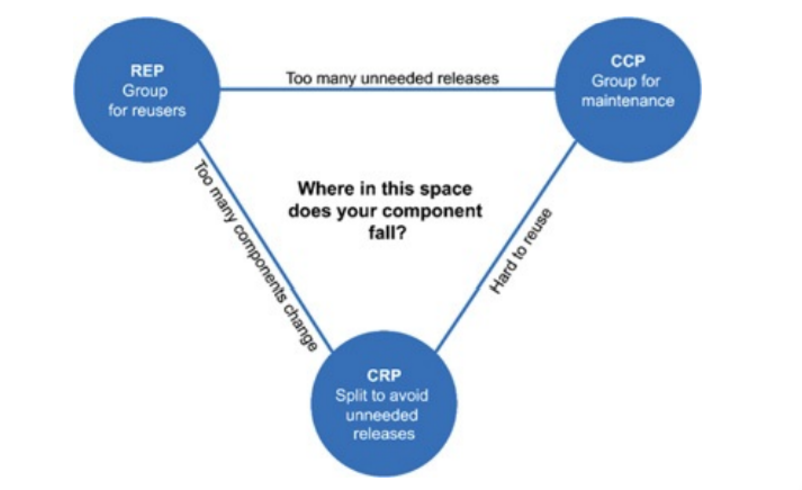 REP
Group
for reusers
Too many unneeded releases
CCP
Group for
maintenance
Where in this space
does your component
fall?
Too many components change
Hard to reuse
CRP
Split to avoid
unneeded
releases